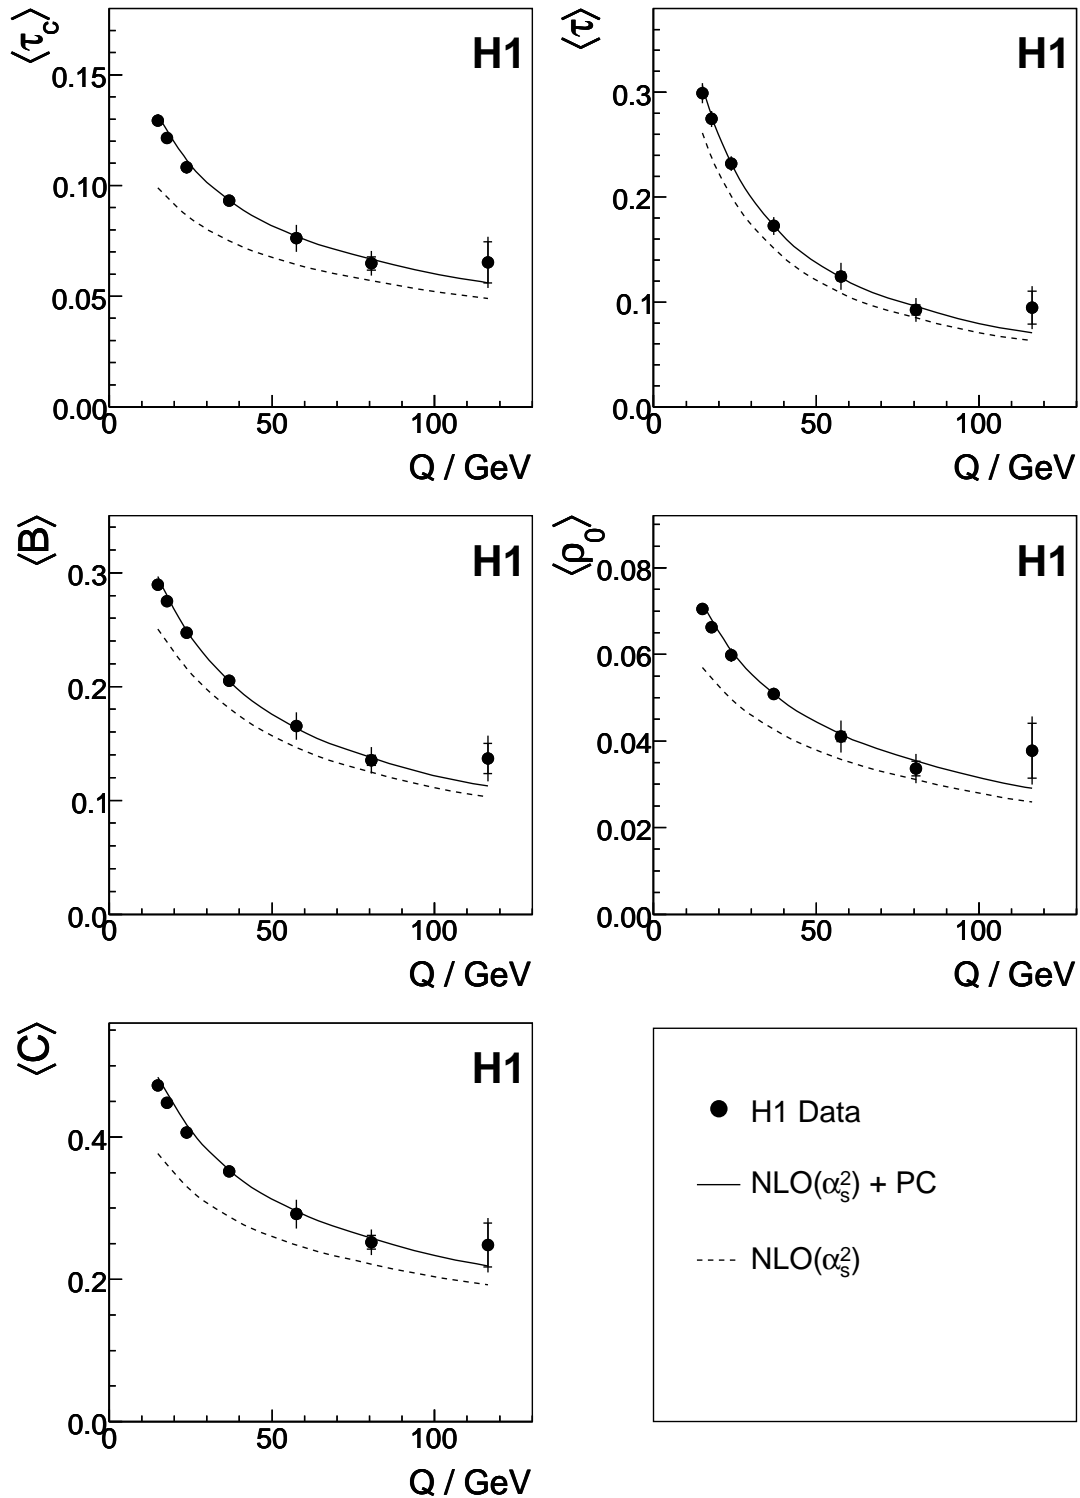 ⟨τc⟩
H1
0.15
0.10
0.05
0.00
0 50 100
Q / GeV
⟨τ⟩
H1
0.3
0.2
0.1
0.0
0 50 100
Q / GeV
⟨B⟩
H1
0.3
0.2
0.1
0.0
0 50 100
Q / GeV
⟨ρ0⟩
H1
0.08
0.06
0.04
0.02
0.00
0 50 100
Q / GeV
⟨C⟩
H1
0.4
0.2
0.0
0 50 100
Q / GeV
H1 Data
NLO(αs²) + PC
NLO(αs²)